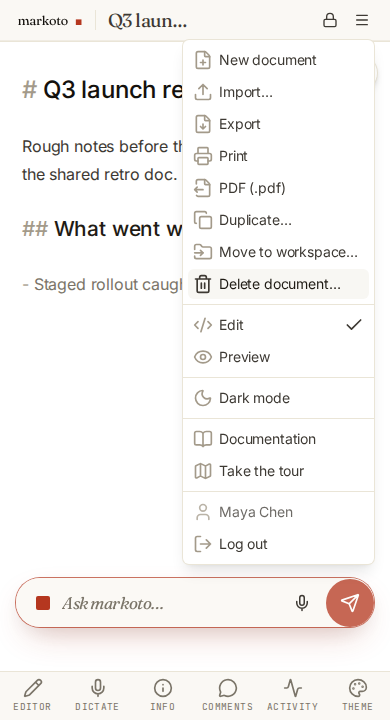 markoto
Q3 laun...
# Q3 launch re
Rough notes before th
the shared retro doc.
## What went w
- Staged rollout caugh
New document
Import...
Export
Print
PDF (.pdf)
Duplicate...
Move to workspace...
Delete document...
Edit
Preview
Dark mode
Documentation
Take the tour
Maya Chen
Log out
Ask markoto...
EDITOR DICTATE INFO COMMENTS ACTIVITY THEME